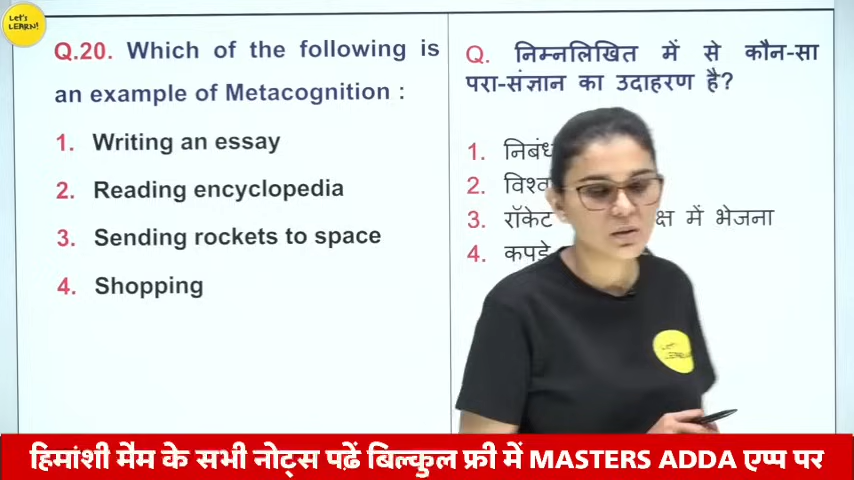 Let's
LEARN!
Q.20. Which of the following is
an example of Metacognition :
1. Writing an essay
2. Reading encyclopedia
3. Sending rockets to space
4. Shopping
Q. निम्नलिखित में से कौन-सा
परा-संज्ञान का उदाहरण है?
1.
2.
3. रॉकेट में भेजना
4. कपड़े
Let's
LEARN!
हिमांशी मैम के सभी नोट्स पढ़ें बिल्कुल फ्री में MASTERS ADDA एप्प पर